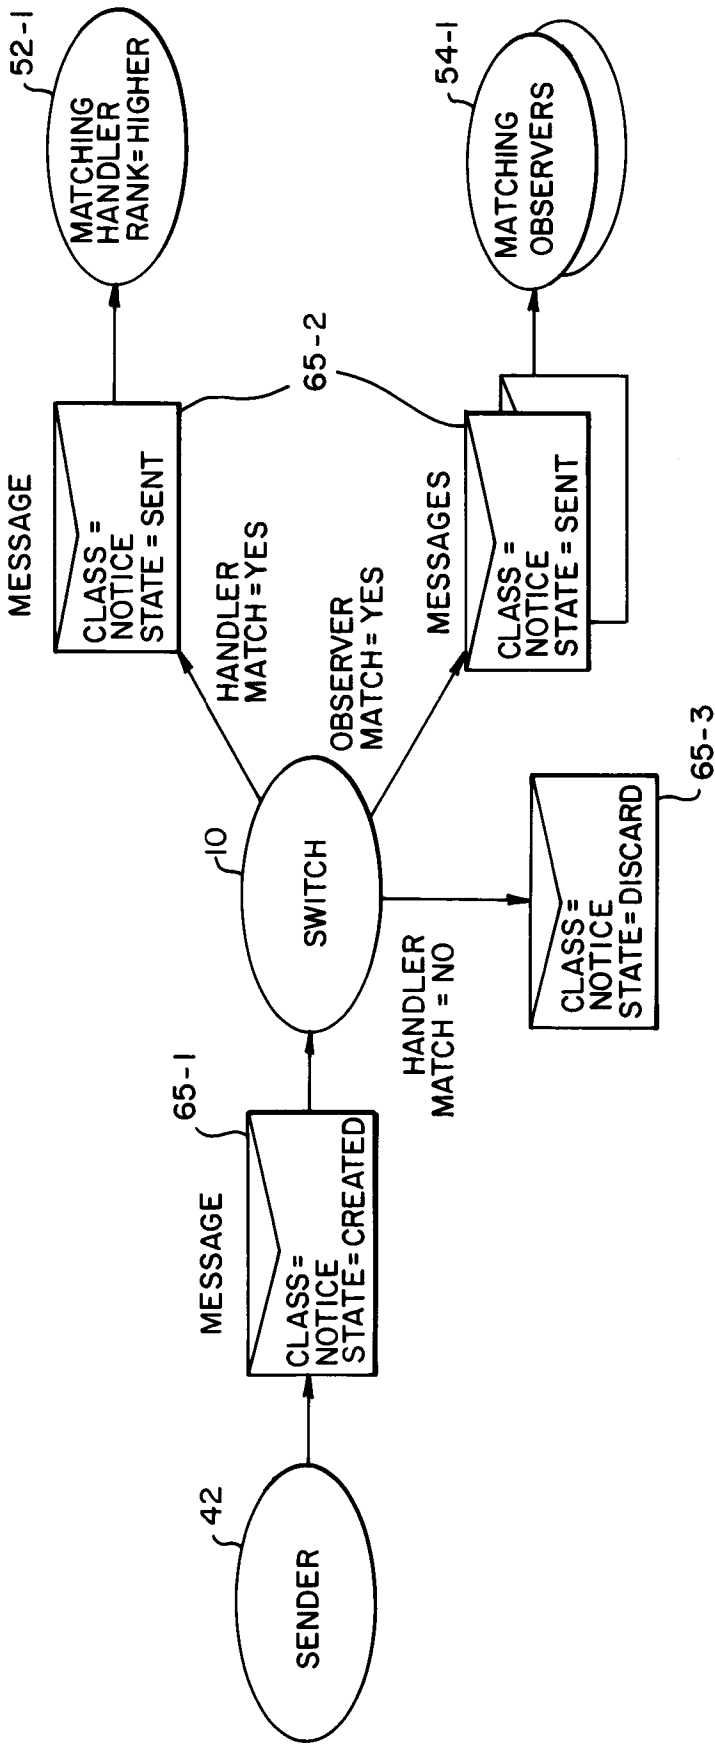 42
SENDER
MESSAGE
65-1
CLASS =
NOTICE
STATE = CREATED
10
SWITCH
HANDLER
MATCH = YES
OBSERVER
MATCH = YES
HANDLER
MATCH = NO
MESSAGE
CLASS =
NOTICE
STATE = SENT
65-2
MESSAGES
CLASS =
NOTICE
STATE = SENT
CLASS =
NOTICE
STATE = DISCARD
65-3
52-1
MATCHING
HANDLER
RANK = HIGHER
54-1
MATCHING
OBSERVERS